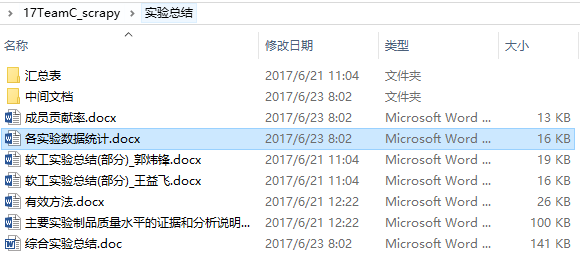 17TeamC_scrapy > 实验总结
名称 修改日期 类型 大小
汇总表 2017/6/21 11:04 文件夹
中间文档 2017/6/23 8:02 文件夹
成员贡献率.docx 2017/6/23 8:02 Microsoft Word ... 13 KB
各实验数据统计.docx 2017/6/23 8:02 Microsoft Word ... 16 KB
软工实验总结(部分)_郭炜锋.docx 2017/6/21 11:04 Microsoft Word ... 19 KB
软工实验总结(部分)_王益飞.docx 2017/6/21 11:04 Microsoft Word ... 16 KB
有效方法.docx 2017/6/21 12:22 Microsoft Word ... 26 KB
主要实验制品质量水平的证据和分析说明... 2017/6/21 12:22 Microsoft Word ... 100 KB
综合实验总结.doc 2017/6/23 8:02 Microsoft Word ... 141 KB